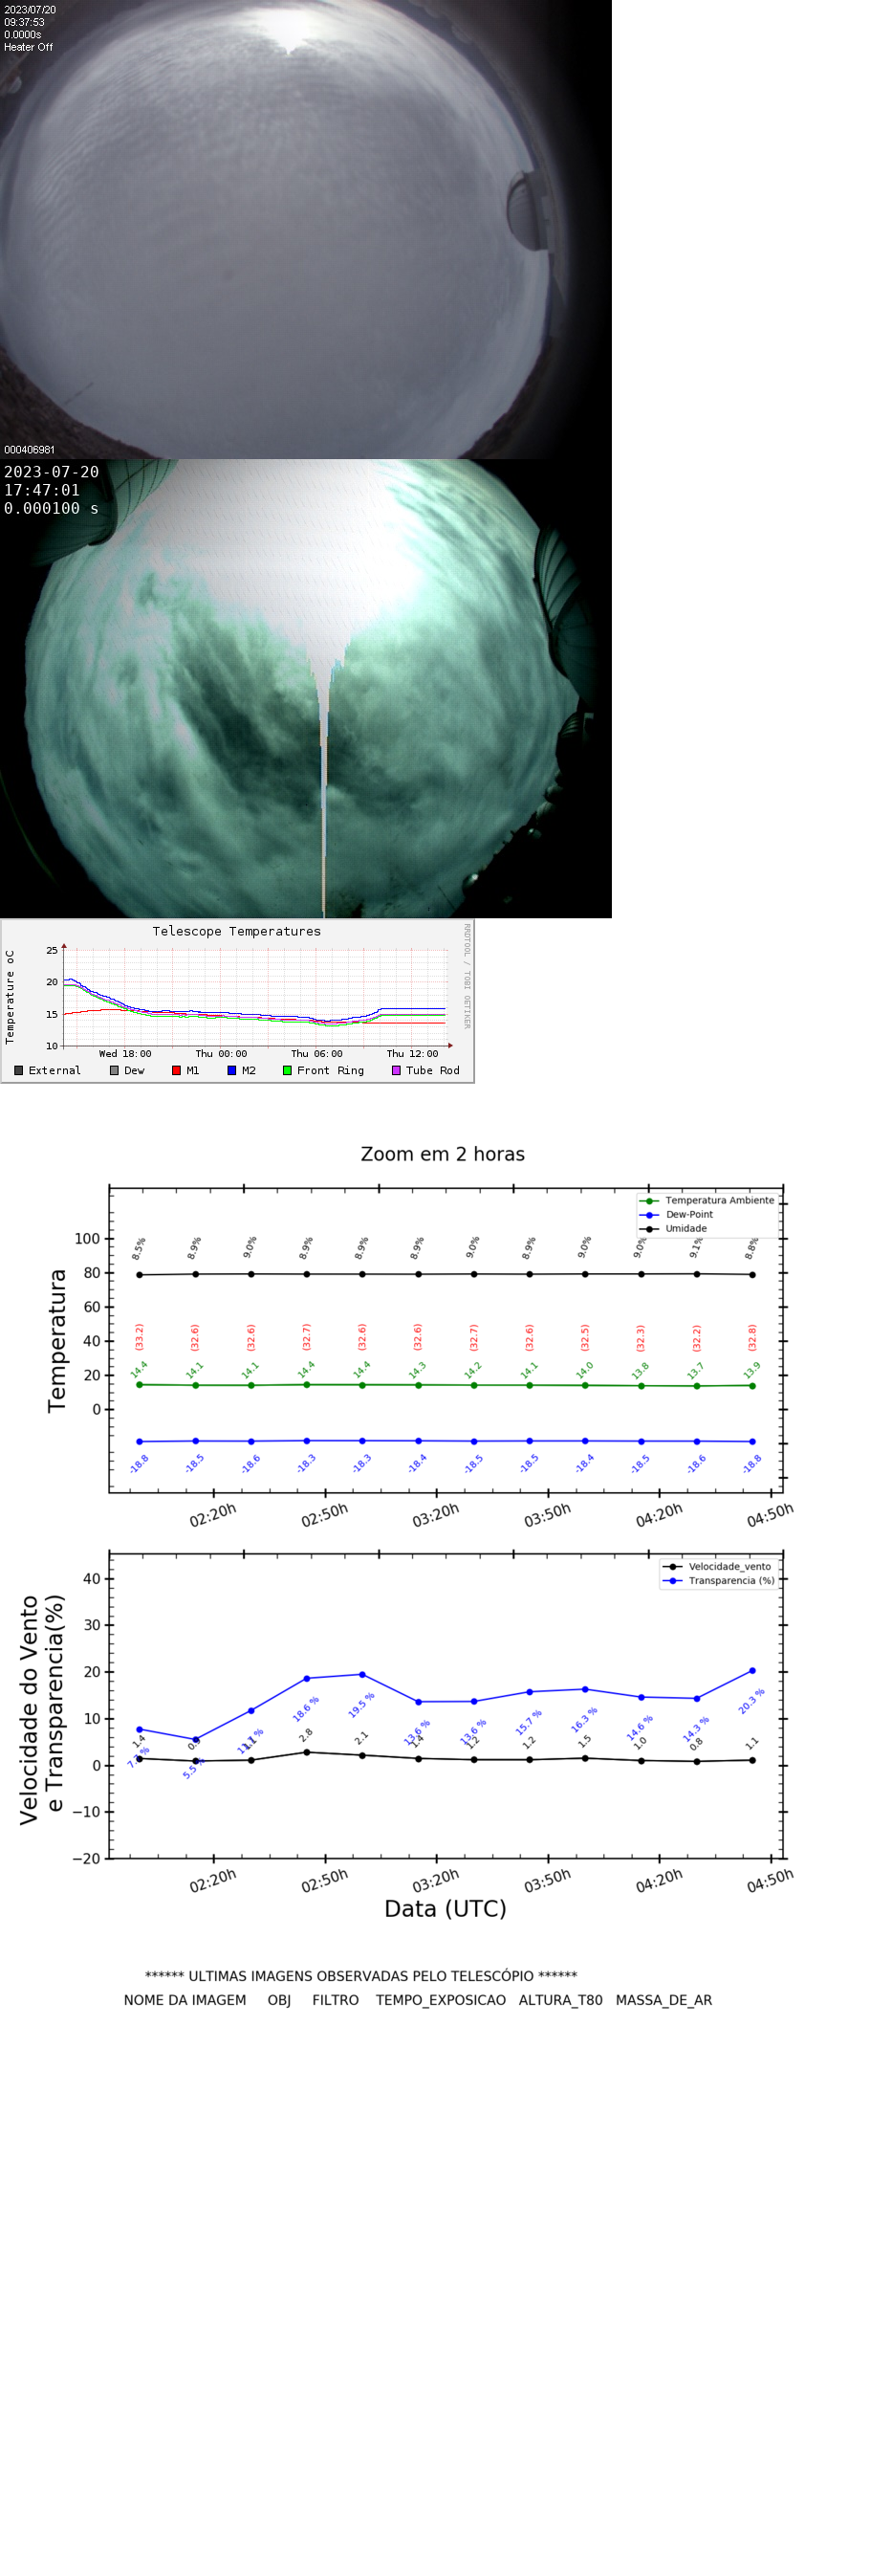 2023/07/20
09:37:53
0.0000s
Heater Off
000406981
2023-07-20
17:47:01
0.000100 s
Telescope Temperatures
RRDTOOL / TOBI OETIKER
Temperature oC
25
20
15
10
Wed 18:00 Thu 00:00 Thu 06:00 Thu 12:00
External Dew M1 M2 Front Ring Tube Rod
Zoom em 2 horas
Temperatura Ambiente
Dew-Point
Umidade
Temperatura
100
80
60
40
20
0
8.5% 8.9% 9.0% 8.9% 8.9% 8.9% 9.0% 8.9% 9.0% 9.0% 9.1% 8.8%
(33.2) (32.6) (32.6) (32.7) (32.6) (32.6) (32.7) (32.6) (32.5) (32.3) (32.2) (32.8)
14.4 14.1 14.1 14.4 14.4 14.3 14.2 14.1 14.0 13.8 13.7 13.9
-18.8 -18.5 -18.6 -18.3 -18.3 -18.4 -18.5 -18.5 -18.4 -18.5 -18.6 -18.8
02:20h 02:50h 03:20h 03:50h 04:20h 04:50h
Velocidade_vento
Transparencia (%)
Velocidade do Vento
e Transparencia(%)
40
30
20
10
0
−10
−20
18.6 % 19.5 % 13.6 % 13.6 % 15.7 % 16.3 % 14.6 % 14.3 % 20.3 %
1.4 2.8 2.1 1.4 1.2 1.2 1.5 1.0 0.8 1.1
02:20h 02:50h 03:20h 03:50h 04:20h 04:50h
Data (UTC)
****** ULTIMAS IMAGENS OBSERVADAS PELO TELESCÓPIO ******
NOME DA IMAGEM OBJ FILTRO TEMPO_EXPOSICAO ALTURA_T80 MASSA_DE_AR